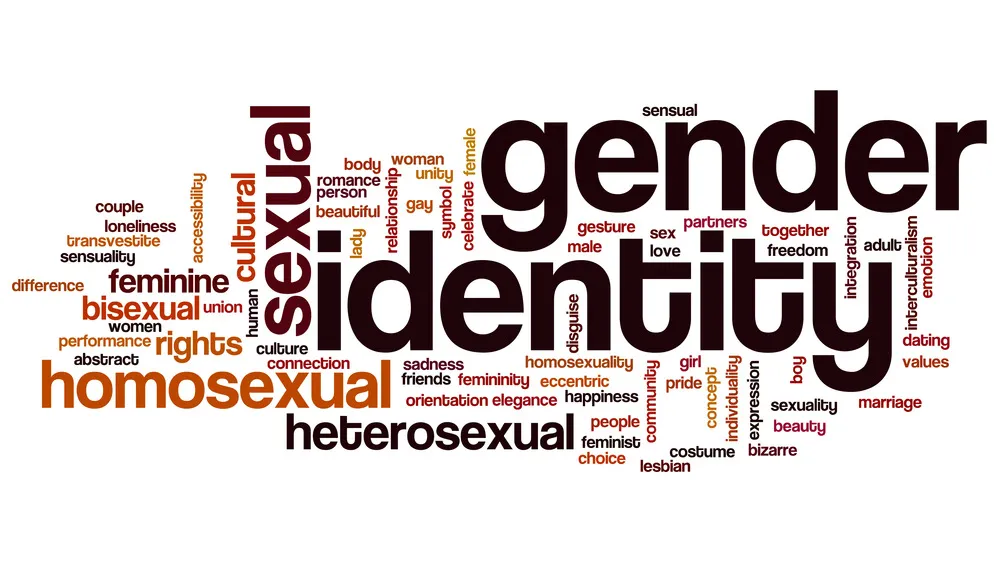 sensual
gender
sexual
body
woman
unity
female
romance
person
relationship
symbol
celebrate
beautiful
gay
lady
accessibility
cultural
couple
loneliness
transvestite
sensuality
gesture
sex
partners
together
male
love
freedom
integration
adult
interculturalism
emotion
identity
difference
feminine
bisexual
union
human
women
performance
rights
culture
abstract
connection
disguise
dating
values
homosexual
sadness
friends
femininity
homosexuality
eccentric
orientation
elegance
happiness
community
girl
pride
concept
individuality
expression
boy
sexuality
beauty
marriage
heterosexual
people
feminist
choice
costume
lesbian
bizarre